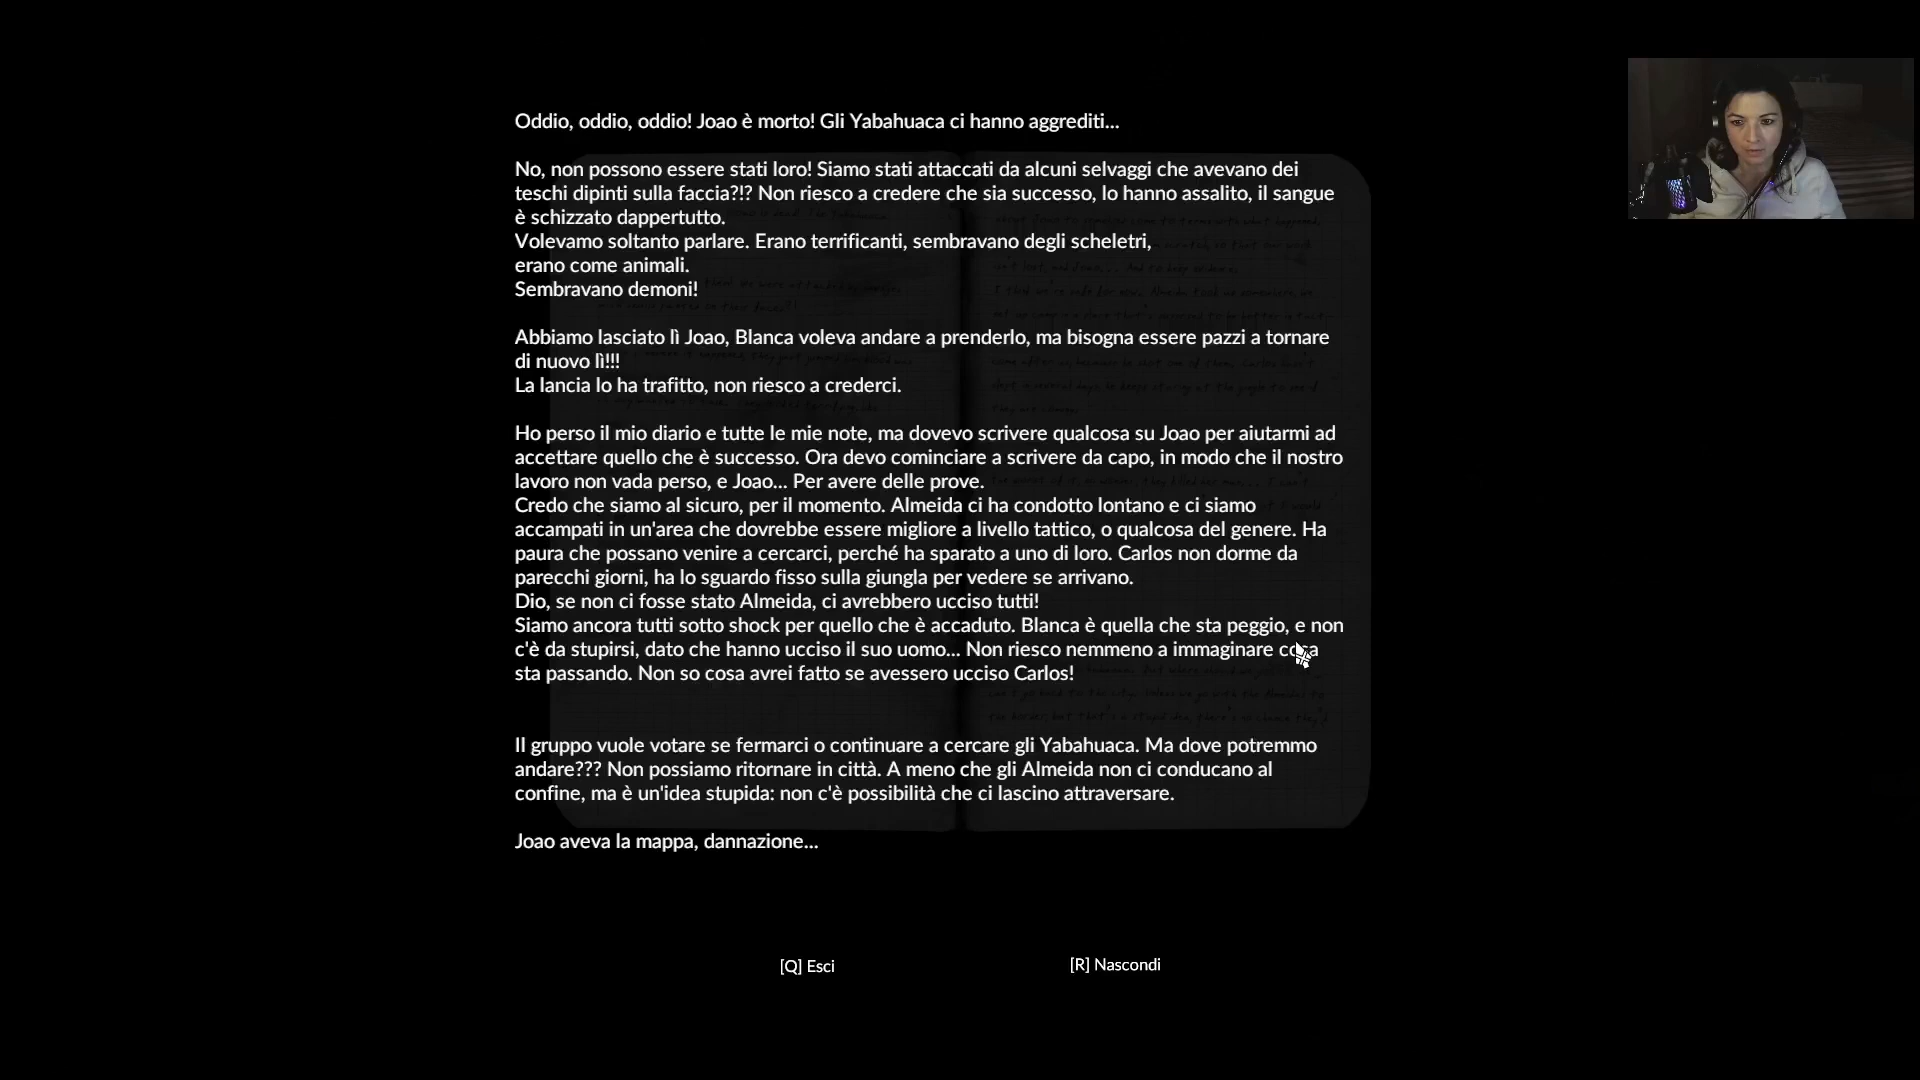 Oddio, oddio, oddio! Joao è morto! Gli Yabahuaca ci hanno aggrediti...
No, non possono essere stati loro! Siamo stati attaccati da alcuni selvaggi che avevano dei
teschi dipinti sulla faccia?!? Non riesco a credere che sia successo, lo hanno assalito, il sangue
è schizzato dappertutto.
Volevamo soltanto parlare. Erano terrificanti, sembravano degli scheletri,
erano come animali.
Sembravano demoni!
Abbiamo lasciato lì Joao, Blanca voleva andare a prenderlo, ma bisogna essere pazzi a tornare
di nuovo lì!!!
La lancia lo ha trafitto, non riesco a crederci.
Ho perso il mio diario e tutte le mie note, ma dovevo scrivere qualcosa su Joao per aiutarmi ad
accettare quello che è successo. Ora devo cominciare a scrivere da capo, in modo che il nostro
lavoro non vada perso, e Joao... Per avere delle prove.
Credo che siamo al sicuro, per il momento. Almeida ci ha condotto lontano e ci siamo
accampati in un'area che dovrebbe essere migliore a livello tattico, o qualcosa del genere. Ha
paura che possano venire a cercarci, perché ha sparato a uno di loro. Carlos non dorme da
parecchi giorni, ha lo sguardo fisso sulla giungla per vedere se arrivano.
Dio, se non ci fosse stato Almeida, ci avrebbero ucciso tutti!
Siamo ancora tutti sotto shock per quello che è accaduto. Blanca è quella che sta peggio, e non
c'è da stupirsi, dato che hanno ucciso il suo uomo... Non riesco nemmeno a immaginare cosa
sta passando. Non so cosa avrei fatto se avessero ucciso Carlos!
Il gruppo vuole votare se fermarci o continuare a cercare gli Yabahuaca. Ma dove potremmo
andare??? Non possiamo ritornare in città. A meno che gli Almeida non ci conducano al
confine, ma è un'idea stupida: non c'è possibilità che ci lascino attraversare.
Joao aveva la mappa, dannazione...
[Q] Esci
[R] Nascondi